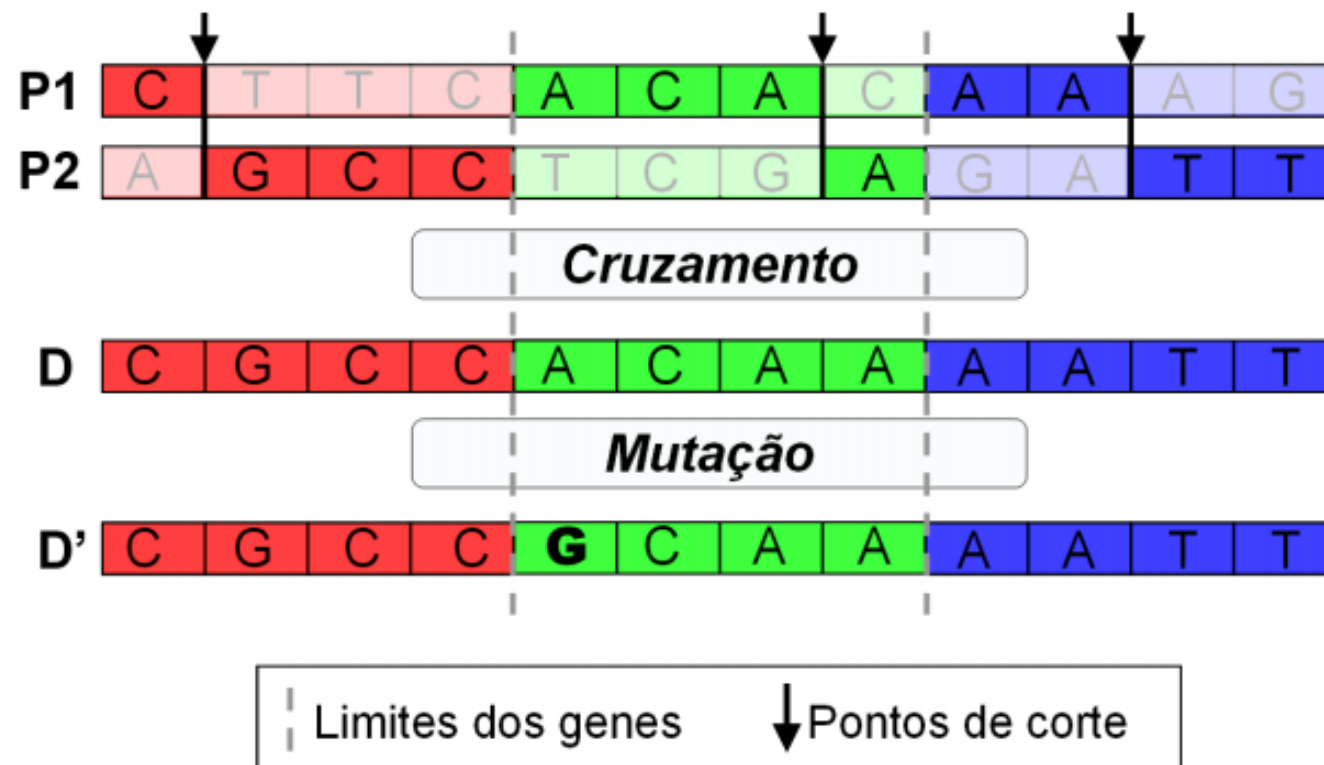 P1 C T T C A C A C A A A G
P2 A G C C T C G A G A T T
Cruzamento
D C G C C A C A A A A T T
Mutação
D’ C G C C G C A A A A T T
Limites dos genes Pontos de corte